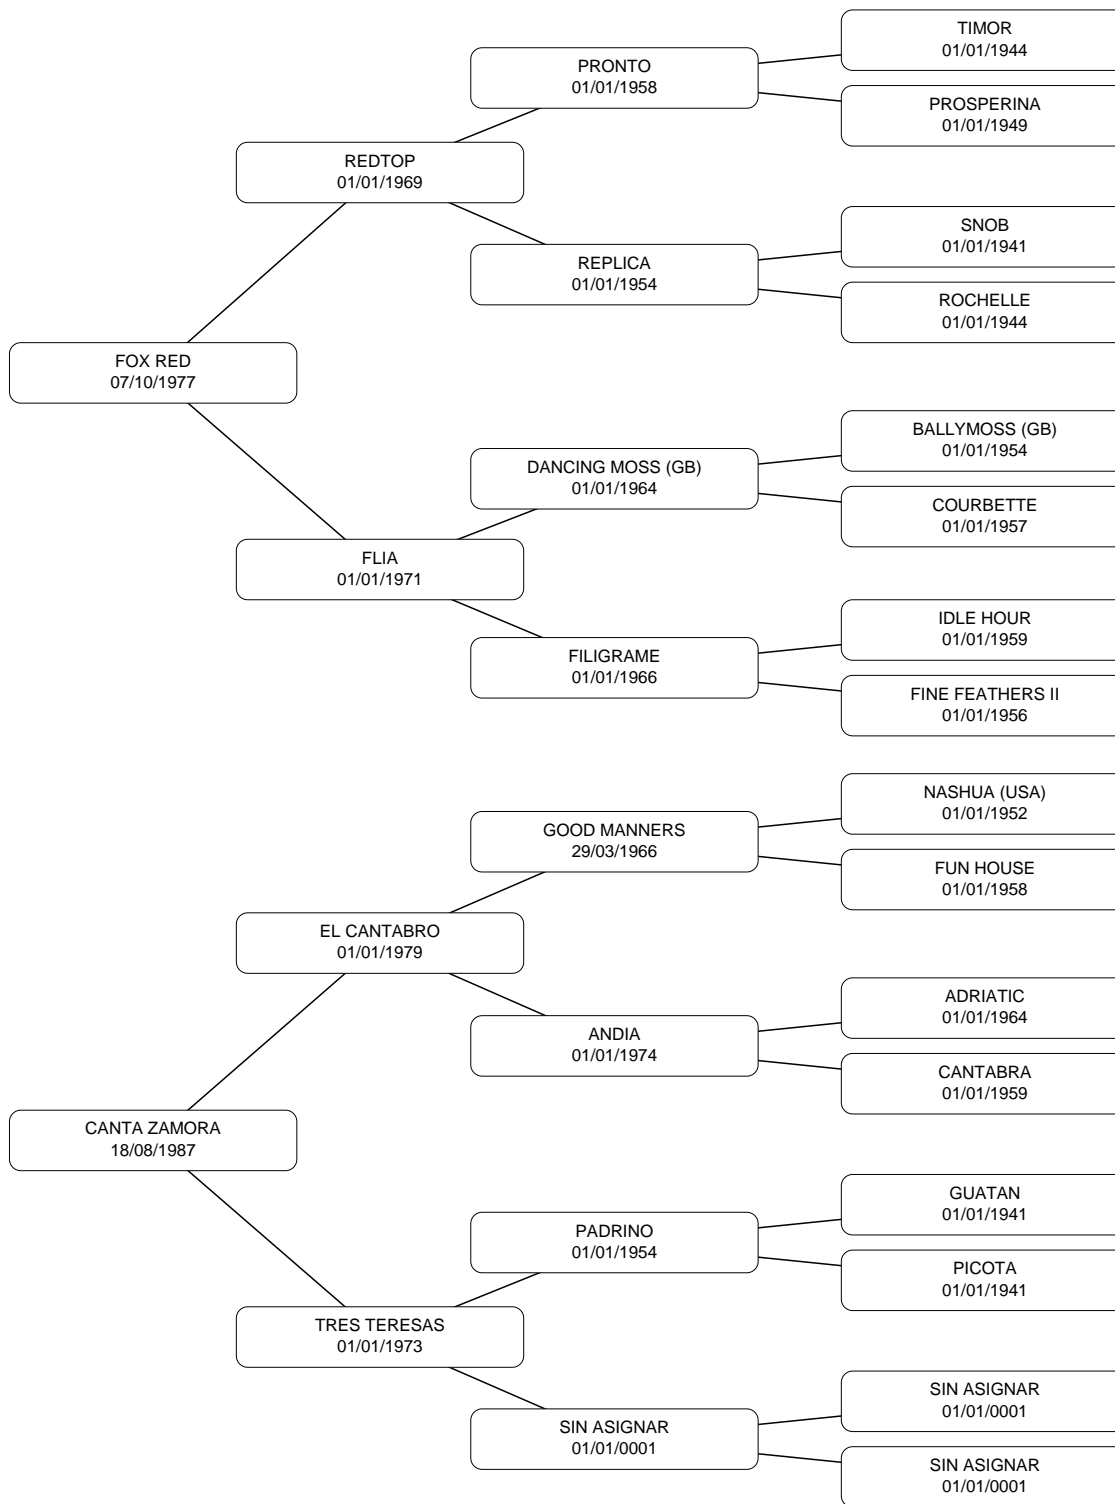 TIMOR
01/01/1944
PRONTO
01/01/1958
PROSPERINA
01/01/1949
REDTOP
01/01/1969
SNOB
01/01/1941
REPLICA
01/01/1954
ROCHELLE
01/01/1944
FOX RED
07/10/1977
BALLYMOSS (GB)
01/01/1954
DANCING MOSS (GB)
01/01/1964
COURBETTE
01/01/1957
FLIA
01/01/1971
IDLE HOUR
01/01/1959
FILIGRAME
01/01/1966
FINE FEATHERS II
01/01/1956
NASHUA (USA)
01/01/1952
GOOD MANNERS
29/03/1966
FUN HOUSE
01/01/1958
EL CANTABRO
01/01/1979
ADRIATIC
01/01/1964
ANDIA
01/01/1974
CANTABRA
01/01/1959
CANTA ZAMORA
18/08/1987
GUATAN
01/01/1941
PADRINO
01/01/1954
PICOTA
01/01/1941
TRES TERESAS
01/01/1973
SIN ASIGNAR
01/01/0001
SIN ASIGNAR
01/01/0001
SIN ASIGNAR
01/01/0001